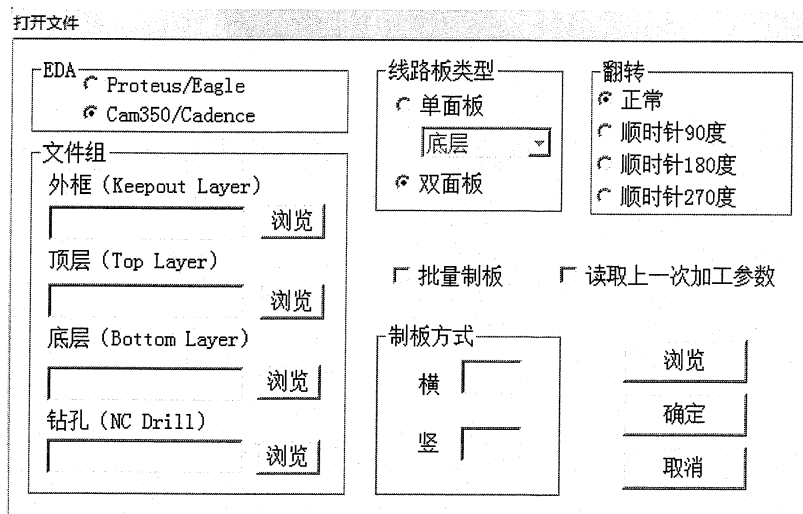 打开文件
EDA
Proteus/Eagle
Cam350/Cadence
文件组
外框（Keepout Layer）
浏览
顶层（Top Layer）
浏览
底层（Bottom Layer）
浏览
钻孔（NC Drill）
浏览
线路板类型
单面板
底层
双面板
翻转
正常
顺时针90度
顺时针180度
顺时针270度
批量制板
读取上一次加工参数
制板方式
横
竖
浏览
确定
取消